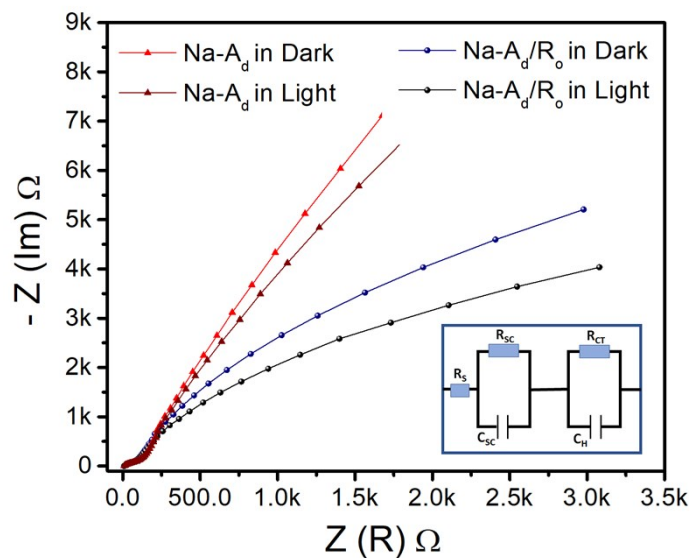 9k
8k
7k
6k
5k
4k
3k
2k
1k
0
- Z (Im) Ω
Na-A_d in Dark
Na-A_d in Light
Na-A_d/R_o in Dark
Na-A_d/R_o in Light
R_S
R_SC
C_SC
R_CT
C_H
0.0 500.0 1.0k 1.5k 2.0k 2.5k 3.0k 3.5k
Z (R) Ω